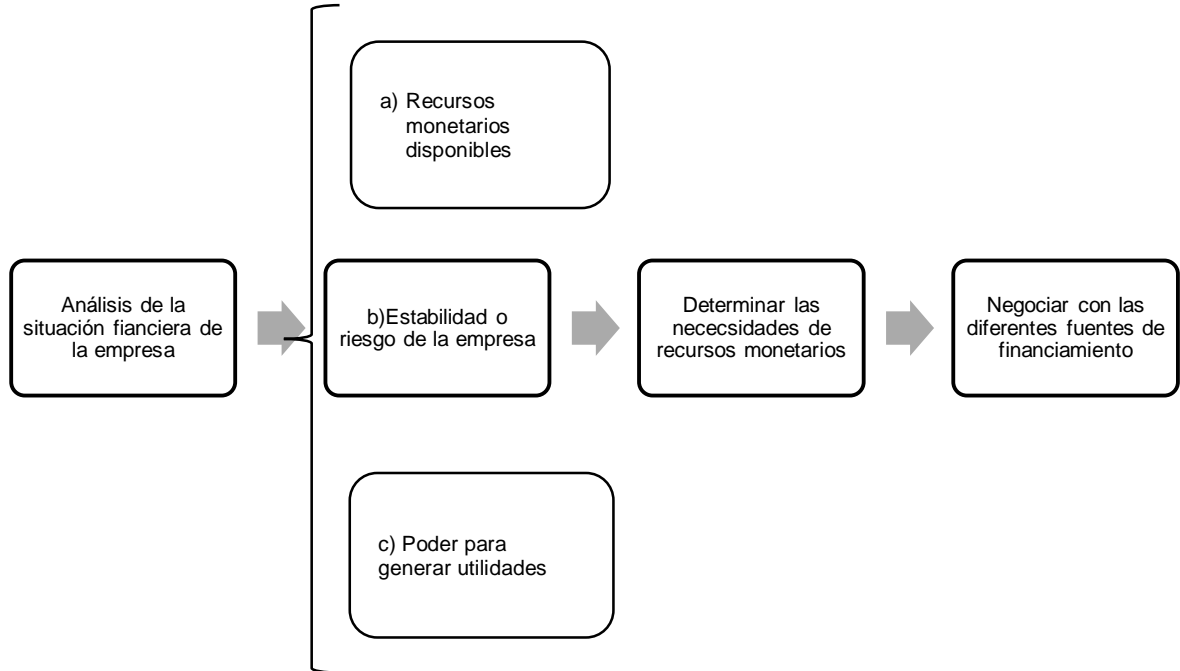 a) Recursos
monetarios
disponibles
Análisis de la
situación fianciera de
la empresa
b)Estabilidad o
riesgo de la empresa
Determinar las
nececsidades de
recursos monetarios
Negociar con las
diferentes fuentes de
financiamiento
c) Poder para
generar utilidades